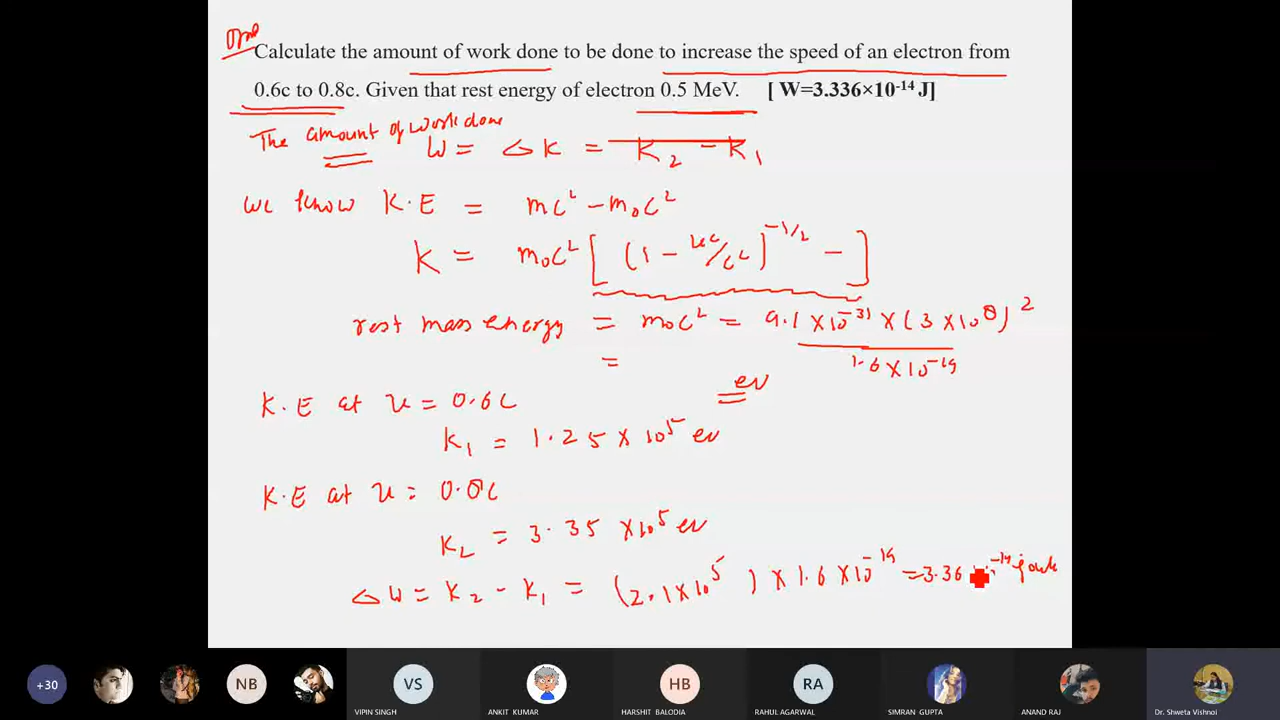 Calculate the amount of work done to be done to increase the speed of an electron from
0.6c to 0.8c. Given that rest energy of electron 0.5 MeV. [ W=3.336×10⁻¹⁴ J]
The amount of work done W = ΔK = K₂ - K₁
We know K.E = mc² - m₀c²
K = m₀c² [ (1 - u²/c²)^-1/2 - ]
rest mass energy = m₀c² = 9.1 × 10⁻³¹ × (3 × 10⁸)²
1.6 × 10⁻¹⁹
=
ev
K.E at u = 0.6c
K₁ = 1.25 × 10⁵ ev
K.E at u = 0.8c
K₂ = 3.35 × 10⁵ ev
ΔW = K₂ - K₁ = (2.1 × 10⁵ ) × 1.6 × 10⁻¹⁹ = 3.36 ⁻¹⁴ joule
+30
NB
VS
HB
RA
VIPIN SINGH
ANKIT KUMAR
HARSHIT BALODIA
RAHUL AGARWAL
SIMRAN GUPTA
ANAND RAJ
Dr. Shweta Vishnoi